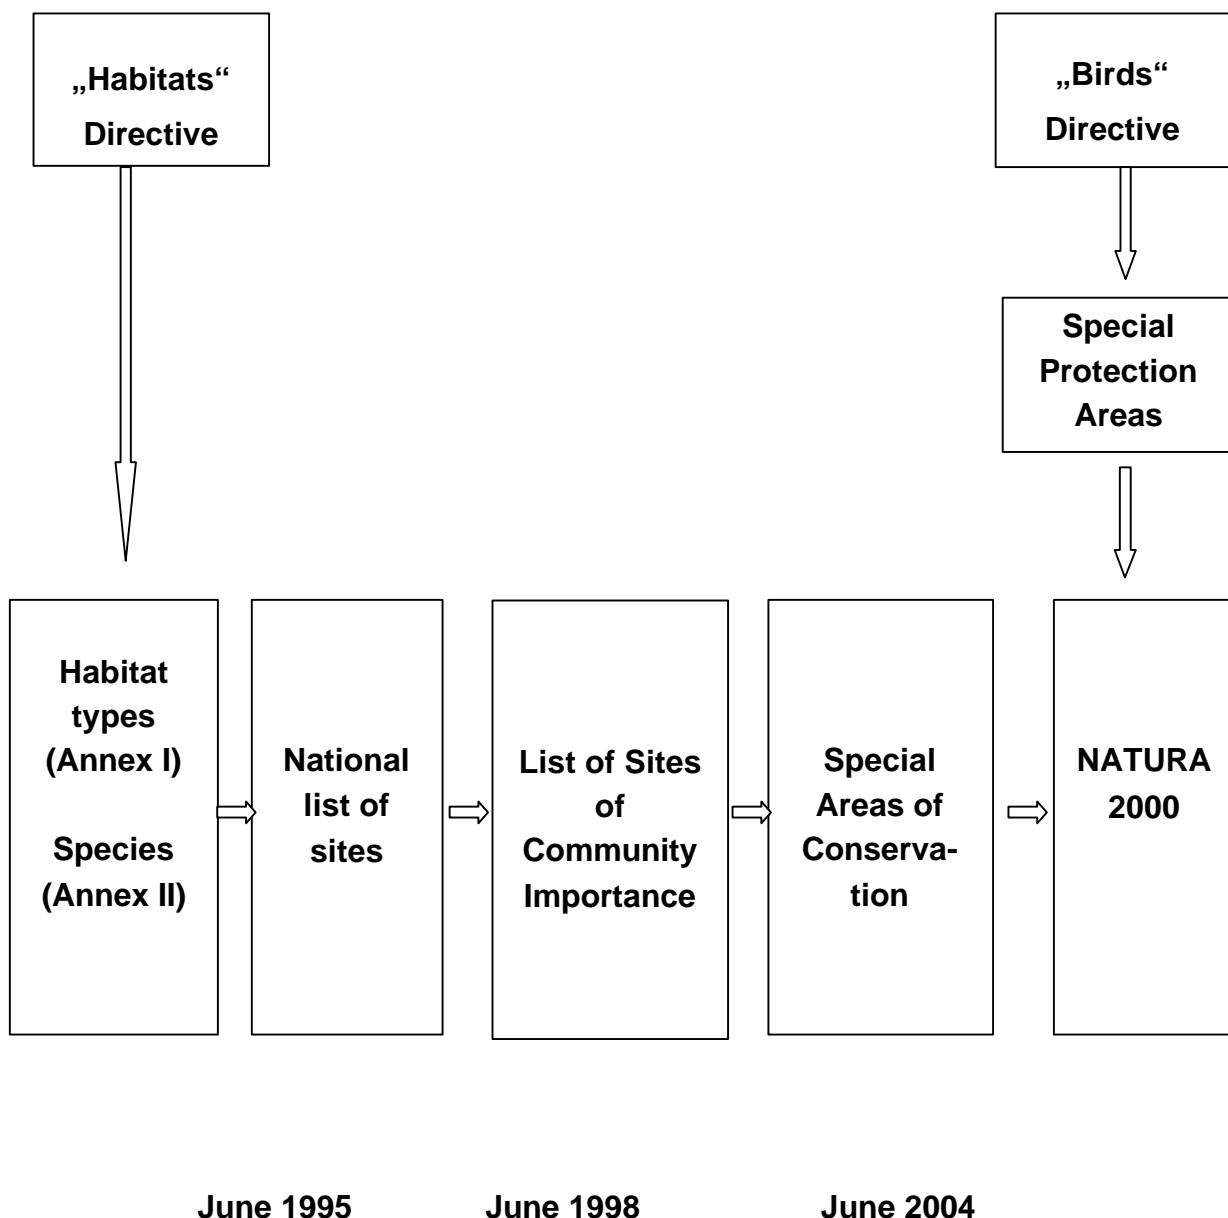 „Habitats“
Directive
„Birds“
Directive
Special
Protection
Areas
Habitat
types
(Annex I)
Species
(Annex II)
National
list of
sites
List of Sites
of
Community
Importance
Special
Areas of
Conserva-
tion
NATURA
2000
June 1995
June 1998
June 2004